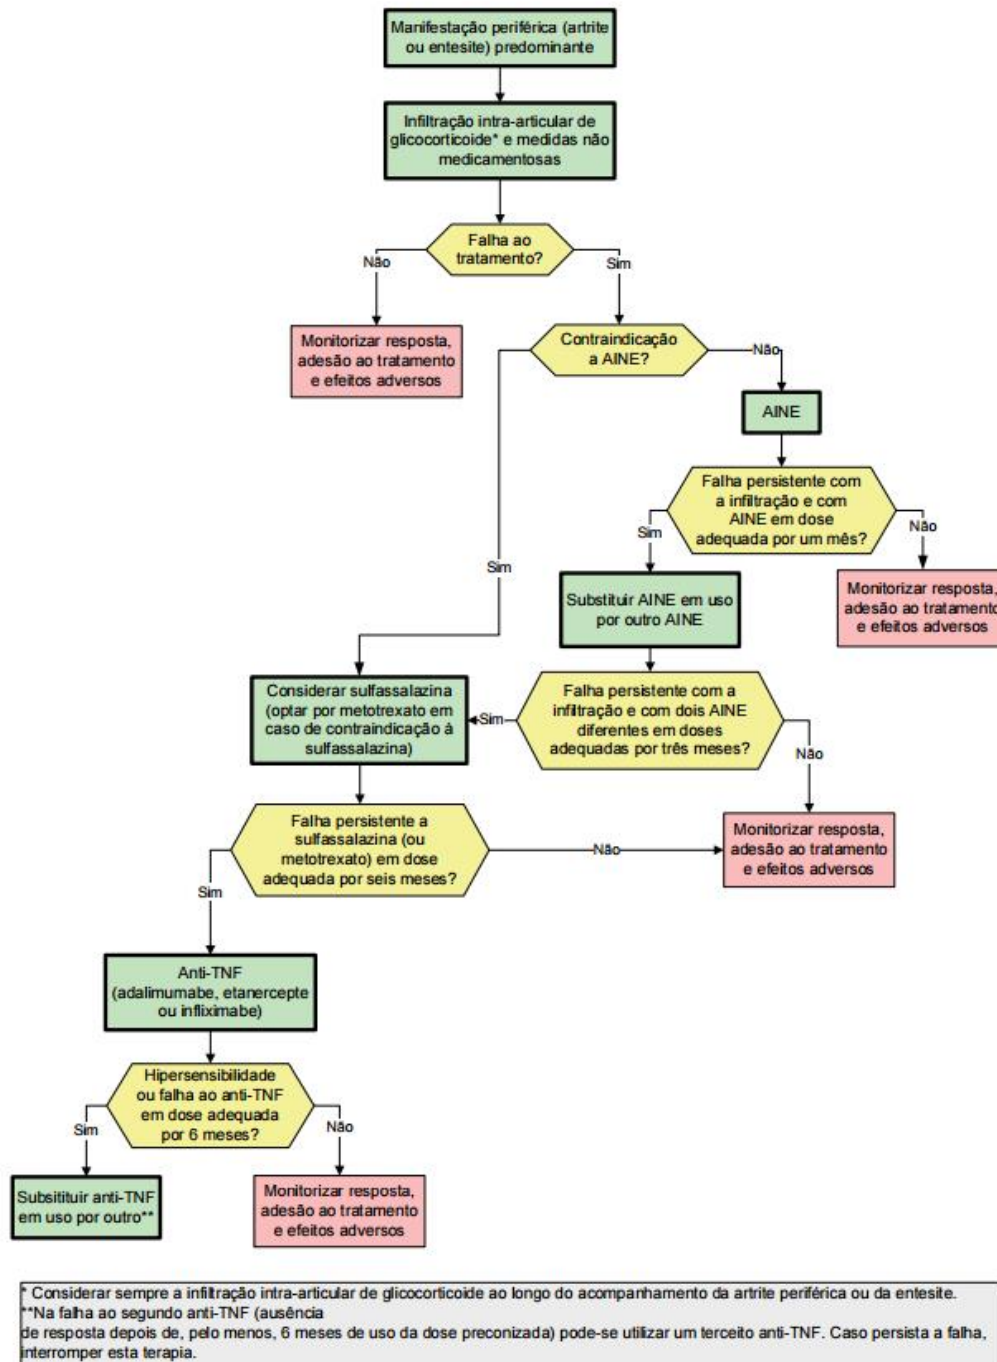 Manifestação periférica (artrite
ou entesite) predominante
Infiltração intra-articular de
glicocorticoide* e medidas não
medicamentosas
Falha ao
tratamento?
Não
Sim
Monitorizar resposta,
adesão ao tratamento
e efeitos adversos
Contraindicação
a AINE?
Não
AINE
Falha persistente com
a infiltração e com
AINE em dose
adequada por um mês?
Sim
Não
Sim
Substituir AINE em uso
por outro AINE
Monitorizar resposta,
adesão ao tratamento
e efeitos adversos
Considerar sulfassalazina
(optar por metotrexato em
caso de contraindicação à
sulfassalazina)
Sim
Falha persistente com a
infiltração e com dois AINE
diferentes em doses
adequadas por três meses?
Não
Falha persistente a
sulfassalazina (ou
metotrexato) em dose
adequada por seis meses?
Não
Monitorizar resposta,
adesão ao tratamento
e efeitos adversos
Sim
Anti-TNF
(adalimumabe, etanercepte
ou infliximabe)
Hipersensibilidade
ou falha ao anti-TNF
em dose adequada
por 6 meses?
Sim
Não
Subsitituir anti-TNF
em uso por outro**
Monitorizar resposta,
adesão ao tratamento
e efeitos adversos
* Considerar sempre a infiltração intra-articular de glicocorticoide ao longo do acompanhamento da artrite periférica ou da entesite.
**Na falha ao segundo anti-TNF (ausência
de resposta depois de, pelo menos, 6 meses de uso da dose preconizada) pode-se utilizar um terceito anti-TNF. Caso persista a falha,
interromper esta terapia.